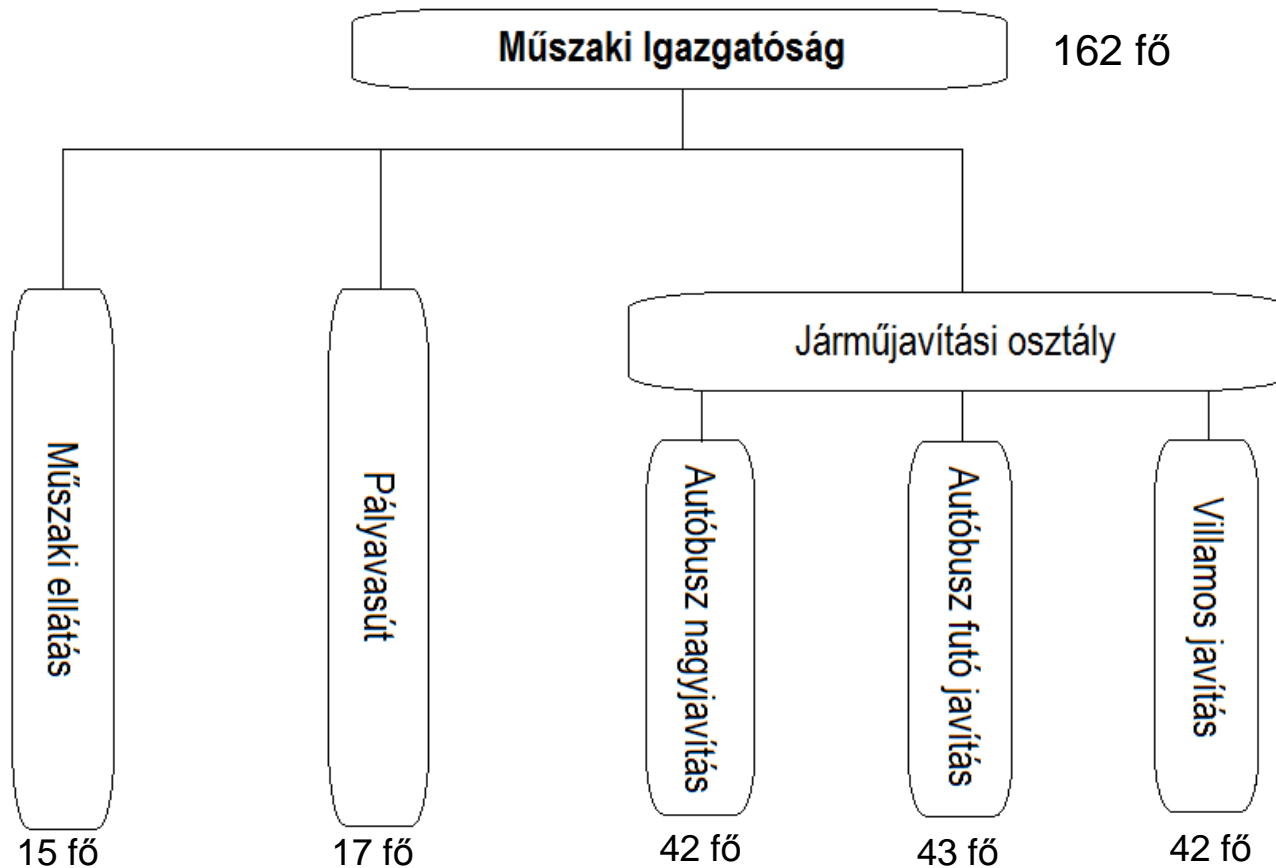 Műszaki Igazgatóság
162 fő
Járműjavítási osztály
Műszaki ellátás
Pályavasút
Autóbusz nagyjavítás
Autóbusz futó javítás
Villamos javítás
15 fő
17 fő
42 fő
43 fő
42 fő